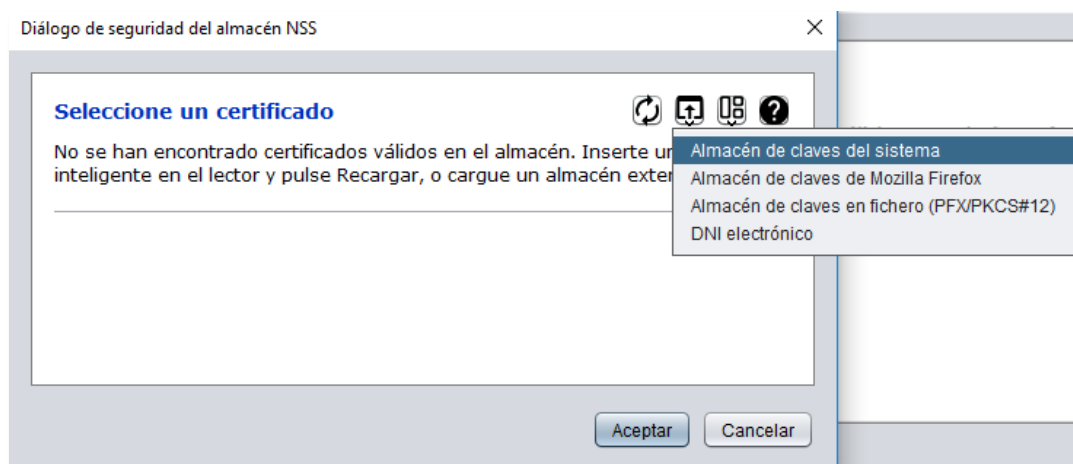 Diálogo de seguridad del almacén NSS
Seleccione un certificado
No se han encontrado certificados válidos en el almacén. Inserte
inteligente en el lector y pulse Recargar, o cargue un almacén
Almacén de claves del sistema
Almacén de claves de Mozilla Firefox
Almacén de claves en fichero (PFX/PKCS#12)
DNI electrónico
Aceptar Cancelar